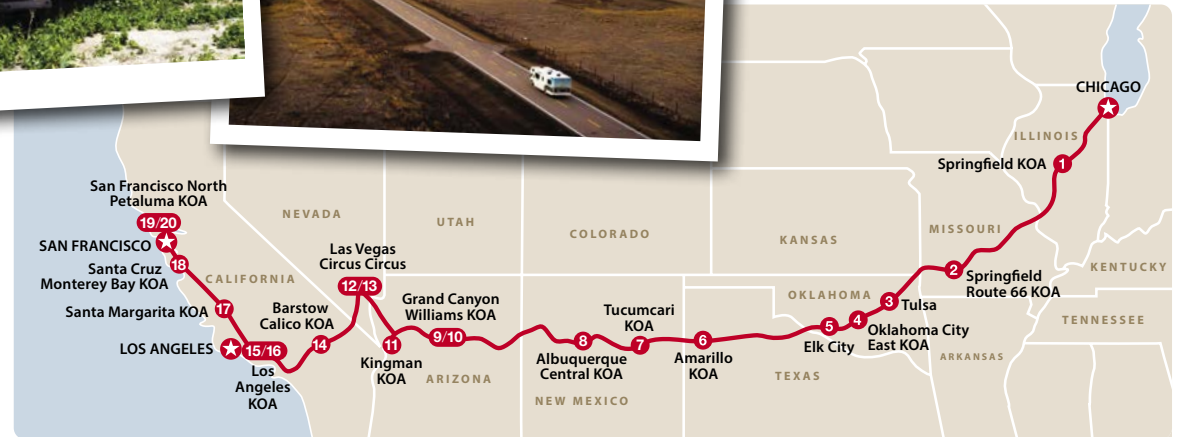 CHICAGO
ILLINOIS
Springfield KOA
1
MISSOURI
2
Springfield
Route 66 KOA
KENTUCKY
TENNESSEE
ARKANSAS
KANSAS
OKLAHOMA
3
Tulsa
4
Oklahoma City
East KOA
5
Elk City
TEXAS
6
Amarillo
KOA
Tucumcari
KOA
7
8
Albuquerque
Central KOA
NEW MEXICO
COLORADO
UTAH
Grand Canyon
Williams KOA
9/10
ARIZONA
11
Kingman
KOA
NEVADA
Las Vegas
Circus Circus
12/13
Barstow
Calico KOA
14
CALIFORNIA
LOS ANGELES
15/16
Los
Angeles
KOA
Santa Margarita KOA
17
18
Santa Cruz
Monterey Bay KOA
SAN FRANCISCO
San Francisco North
Petaluma KOA
19/20